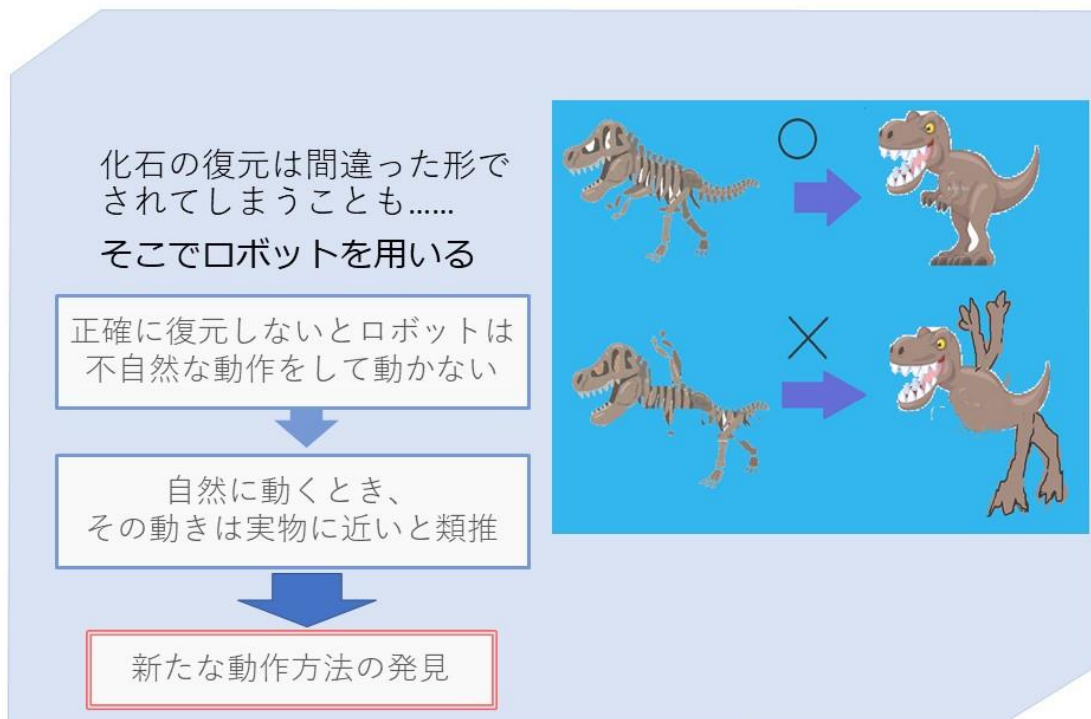 化石の復元は間違った形で
されてしまうことも……
そこでロボットを用いる
正確に復元しないとロボットは
不自然な動作をして動かない
自然に動くとき、
その動きは実物に近いと類推
新たな動作方法の発見